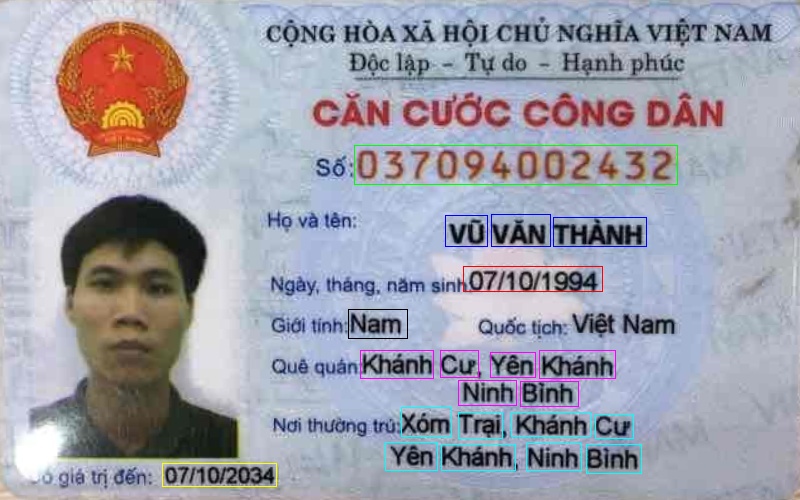 CỘNG HÒA XÃ HỘI CHỦ NGHĨA VIỆT NAM
Độc lập - Tự do - Hạnh phúc
CĂN CƯỚC CÔNG DÂN
Số: 037094002432
Họ và tên: VŨ VĂN THÀNH
Ngày, tháng, năm sinh: 07/10/1994
Giới tính: Nam Quốc tịch: Việt Nam
Quê quán: Khánh Cư, Yên Khánh
Ninh Bình
Nơi thường trú: Xóm Trại, Khánh Cư
Yên Khánh, Ninh Bình
Có giá trị đến: 07/10/2034